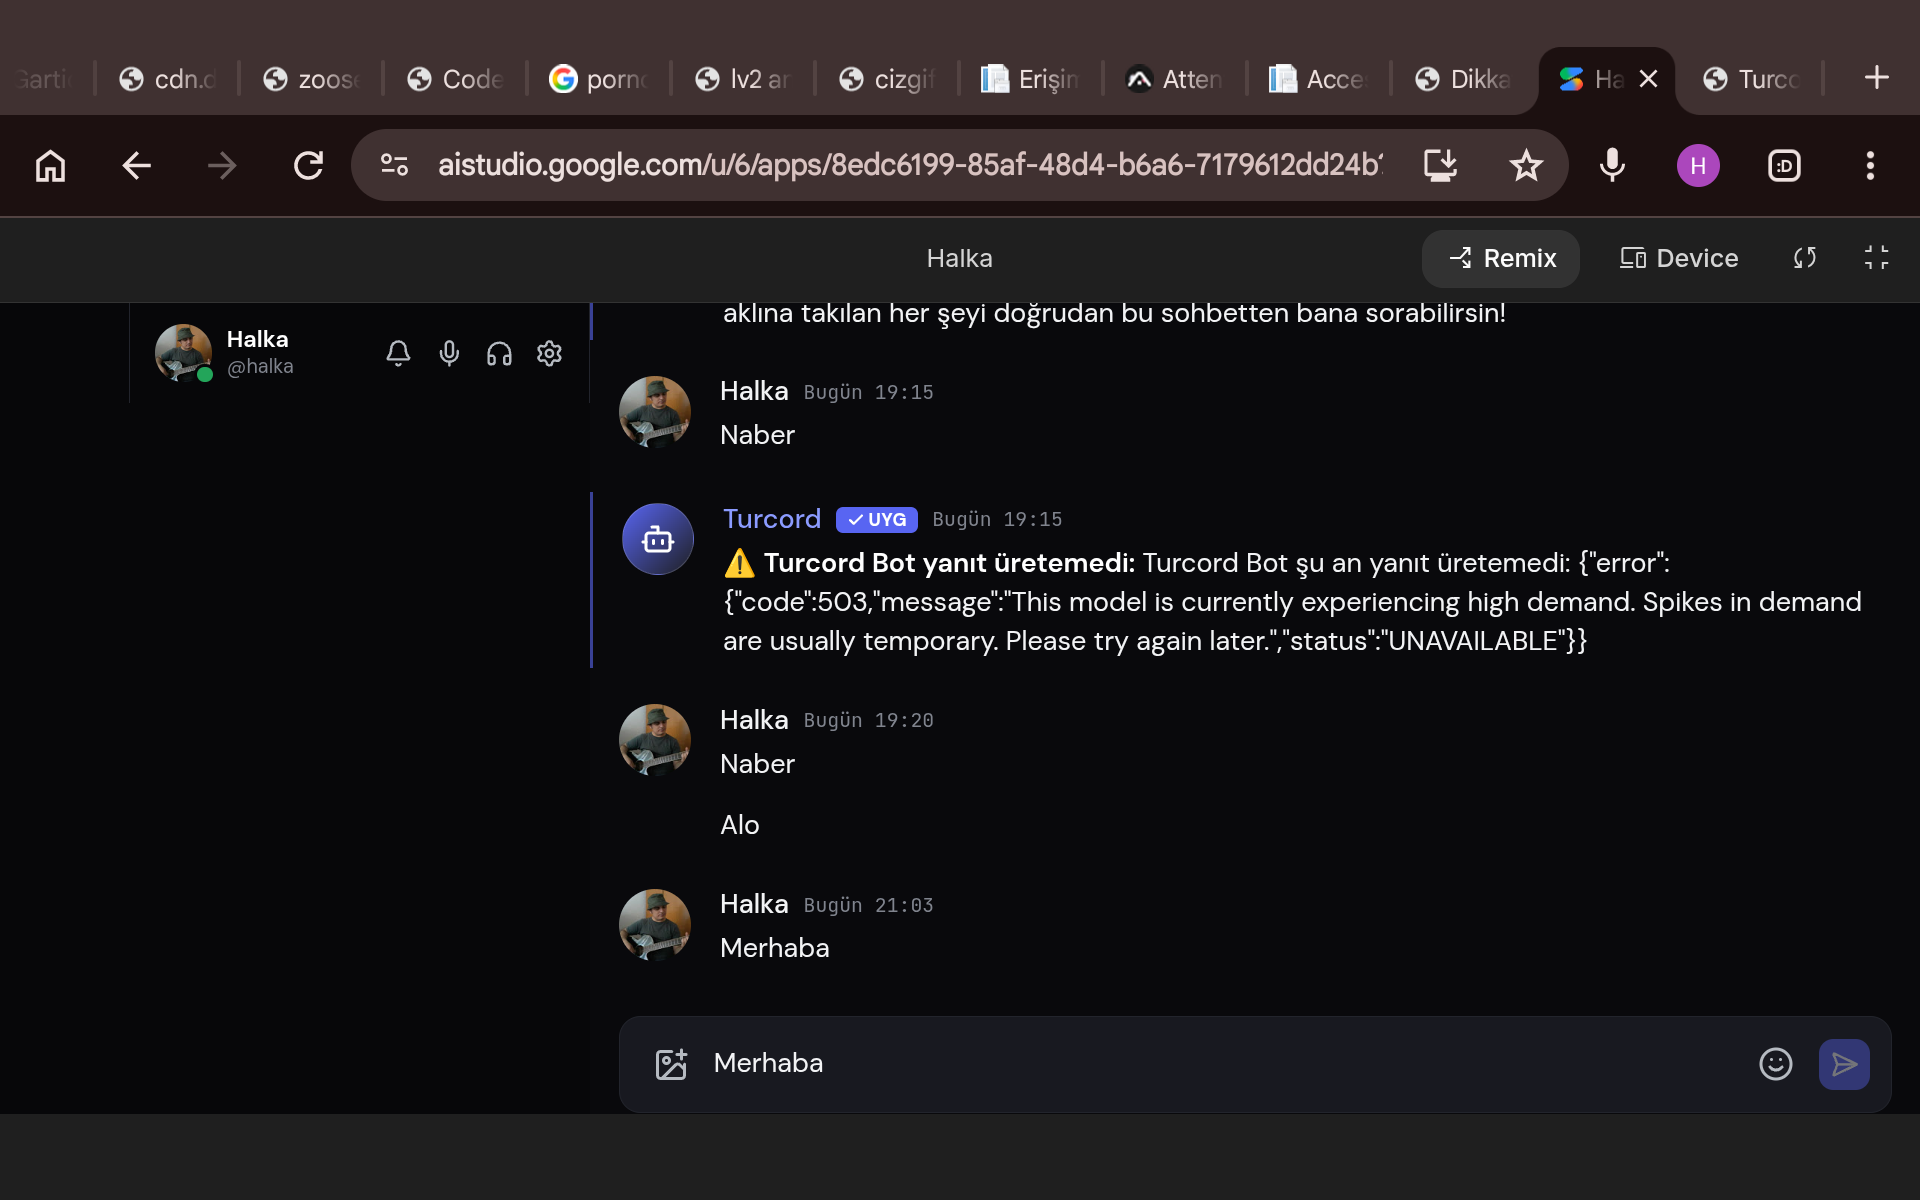 cdn.d
zoos
Code
porno
lv2 ar
cizgi
Erişim
Atten
Acce
Dikka
Ha
Turco
aistudio.google.com/u/6/apps/8edc6199-85af-48d4-b6a6-7179612dd24b
H
:D
Halka
Remix
Device
Halka
@halka
aklına takılan her şeyi doğrudan bu sohbetten bana sorabilirsin!
Halka Bugün 19:15
Naber
Turcord UYG Bugün 19:15
⚠️ Turcord Bot yanıt üretemedi: Turcord Bot şu an yanıt üretemedi: {"error":
{"code":503,"message":"This model is currently experiencing high demand. Spikes in demand
are usually temporary. Please try again later.","status":"UNAVAILABLE"}}
Halka Bugün 19:20
Naber
Alo
Halka Bugün 21:03
Merhaba
Merhaba